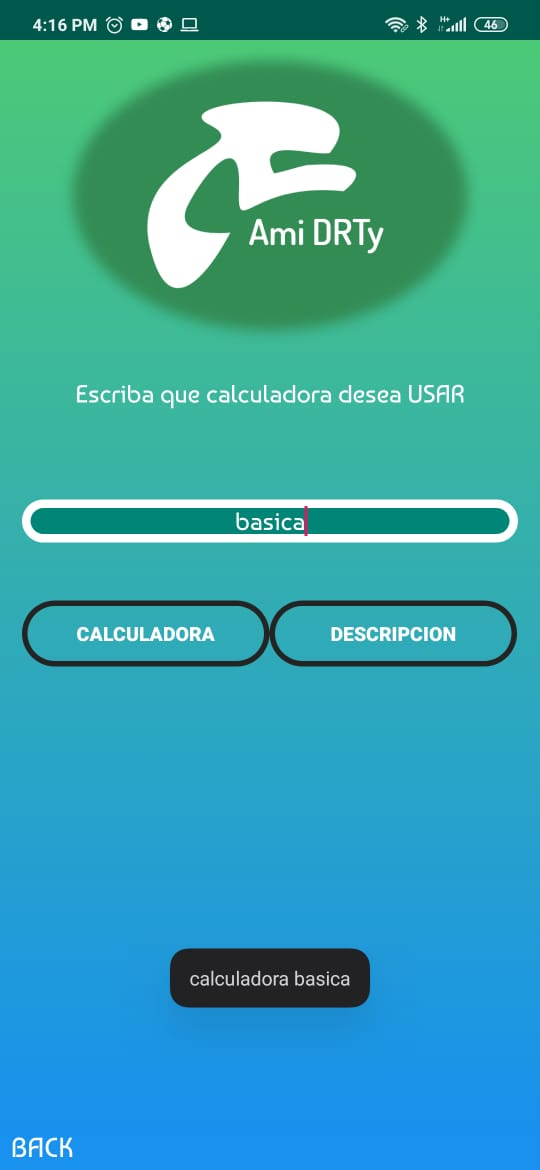 4:16 PM H+ 46
Ami DRTy
Escriba que calculadora desea USAR
basica
CALCULADORA DESCRIPCION
calculadora basica
BACK